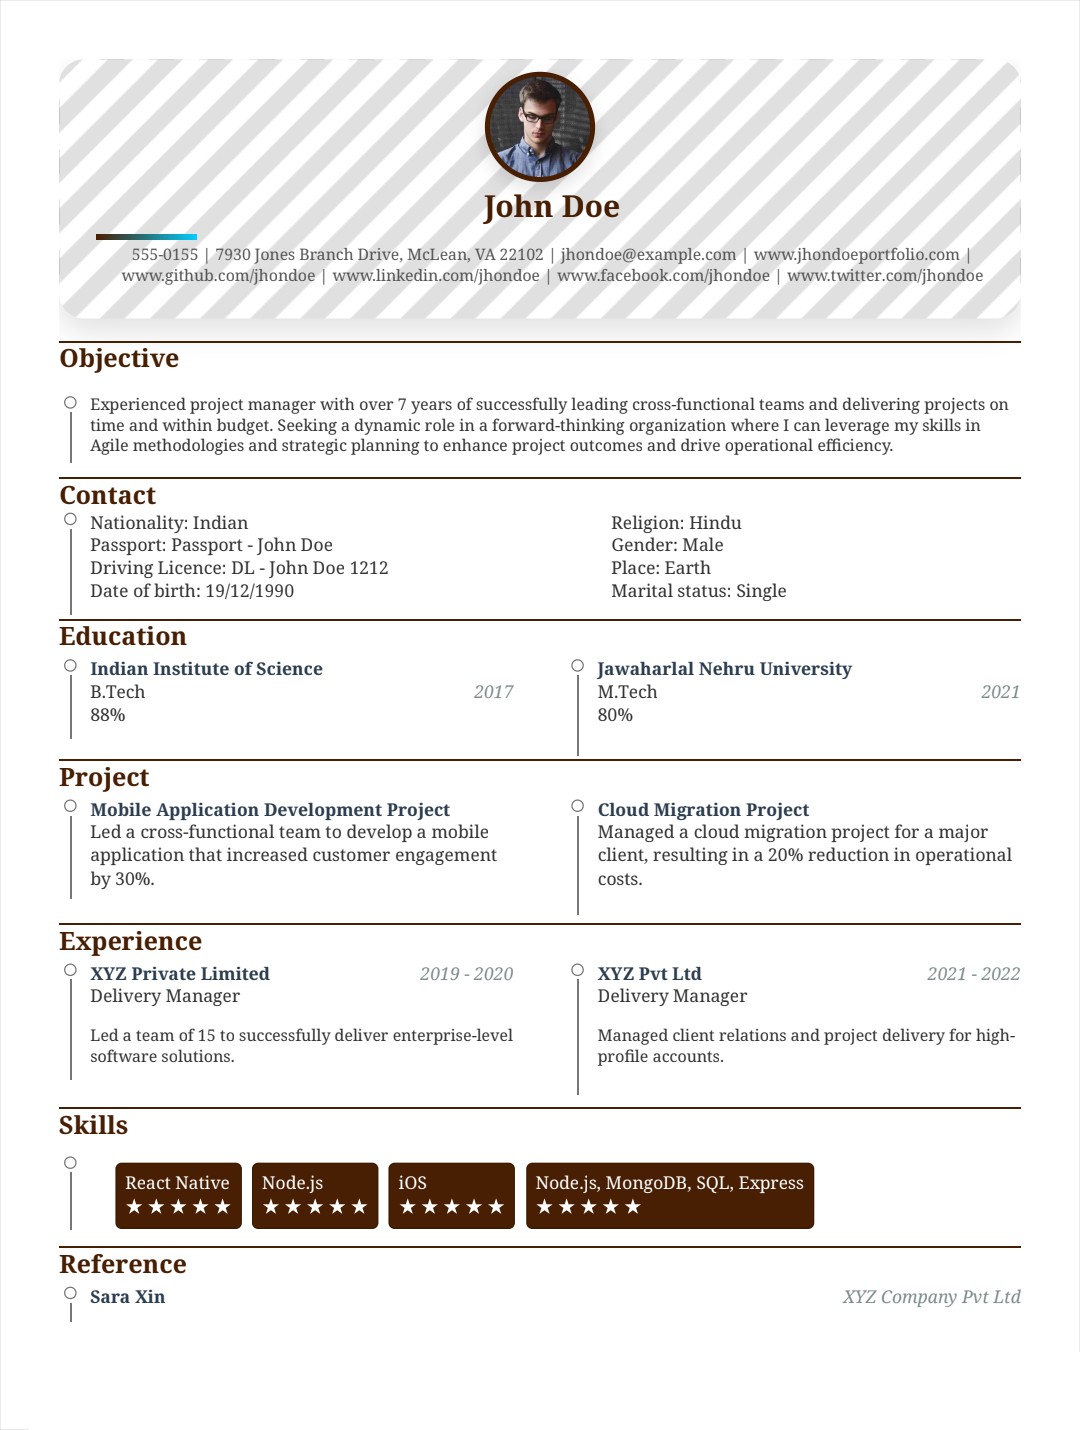 John Doe
555-0155 | 7930 Jones Branch Drive, McLean, VA 22102 | jhondoe@example.com | www.jhondoeportfolio.com |
www.github.com/jhondoe | www.linkedin.com/jhondoe | www.facebook.com/jhondoe | www.twitter.com/jhondoe
Objective
Experienced project manager with over 7 years of successfully leading cross-functional teams and delivering projects on
time and within budget. Seeking a dynamic role in a forward-thinking organization where I can leverage my skills in
Agile methodologies and strategic planning to enhance project outcomes and drive operational efficiency.
Contact
Nationality: Indian
Passport: Passport - John Doe
Driving Licence: DL - John Doe 1212
Date of birth: 19/12/1990
Religion: Hindu
Gender: Male
Place: Earth
Marital status: Single
Education
Indian Institute of Science
B.Tech 2017
88%
Jawaharlal Nehru University
M.Tech 2021
80%
Project
Mobile Application Development Project
Led a cross-functional team to develop a mobile
application that increased customer engagement
by 30%.
Cloud Migration Project
Managed a cloud migration project for a major
client, resulting in a 20% reduction in operational
costs.
Experience
XYZ Private Limited 2019 - 2020
Delivery Manager
Led a team of 15 to successfully deliver enterprise-level
software solutions.
XYZ Pvt Ltd 2021 - 2022
Delivery Manager
Managed client relations and project delivery for high-
profile accounts.
Skills
React Native
★★★★★
Node.js
★★★★★
iOS
★★★★★
Node.js, MongoDB, SQL, Express
★★★★★
Reference
Sara Xin XYZ Company Pvt Ltd